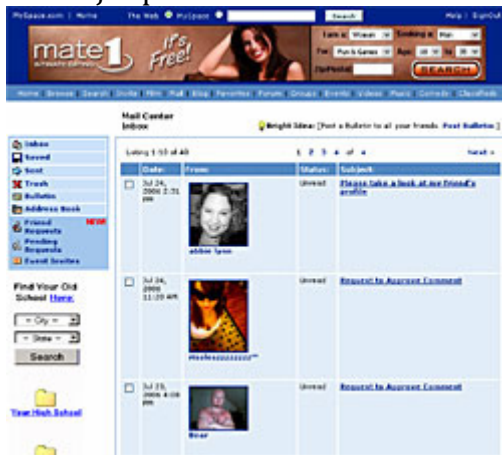 MySpace.com | Home
The Web
MySpace
Search
Help | SignOut
mate1
INTIMATE DATING
It's Free!
I am a: Woman
Seeking a: Man
For: Fun & Games
Age:
to
Zip/Postal:
SEARCH
Home | Browse | Search | Invite | Film | Mail | Blog | Favorites | Forum | Groups | Events | Videos | Music | Comedy | Classifieds
Mail Center
Inbox
Bright Idea: [Post a Bulletin to all your friends. Post Bulletin.]
Inbox
Saved
Sent
Trash
Bulletin
Address Book
Friend Requests
NEW!
Pending Requests
Event Invites
Listing 1-10 of 40
1 2 3 4 of 4
Next >
Date:
From:
Status:
Subject:
Jul 24,
2006 2:31
PM
abbie lynn
Unread
Please take a look at my friend's
profile
Jul 24,
2006
11:20 AM
Unread
Request to Approve Comment
Jul 23,
2006 4:08
PM
Bear
Unread
Request to Approve Comment
Find Your Old
School Here:
- City -
- State -
Search
Your High School